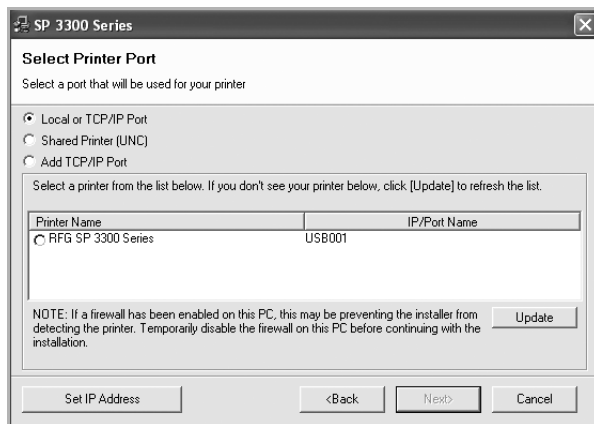 SP 3300 Series
Select Printer Port
Select a port that will be used for your printer
Local or TCP/IP Port
Shared Printer (UNC)
Add TCP/IP Port
Select a printer from the list below. If you don't see your printer below, click [Update] to refresh the list.
Printer Name IP/Port Name
RFG SP 3300 Series USB001
NOTE: If a firewall has been enabled on this PC, this may be preventing the installer from
detecting the printer. Temporarily disable the firewall on this PC before continuing with the
installation.
Update
Set IP Address <Back Next> Cancel